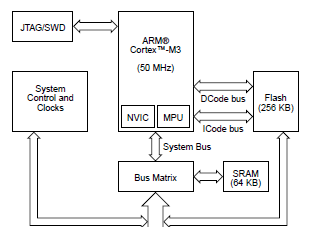 JTAG/SWD
ARM®
Cortex™-M3
(50 MHz)
NVIC
MPU
System
Control and
Clocks
DCode bus
ICode bus
Flash
(256 KB)
System Bus
Bus Matrix
SRAM
(64 KB)